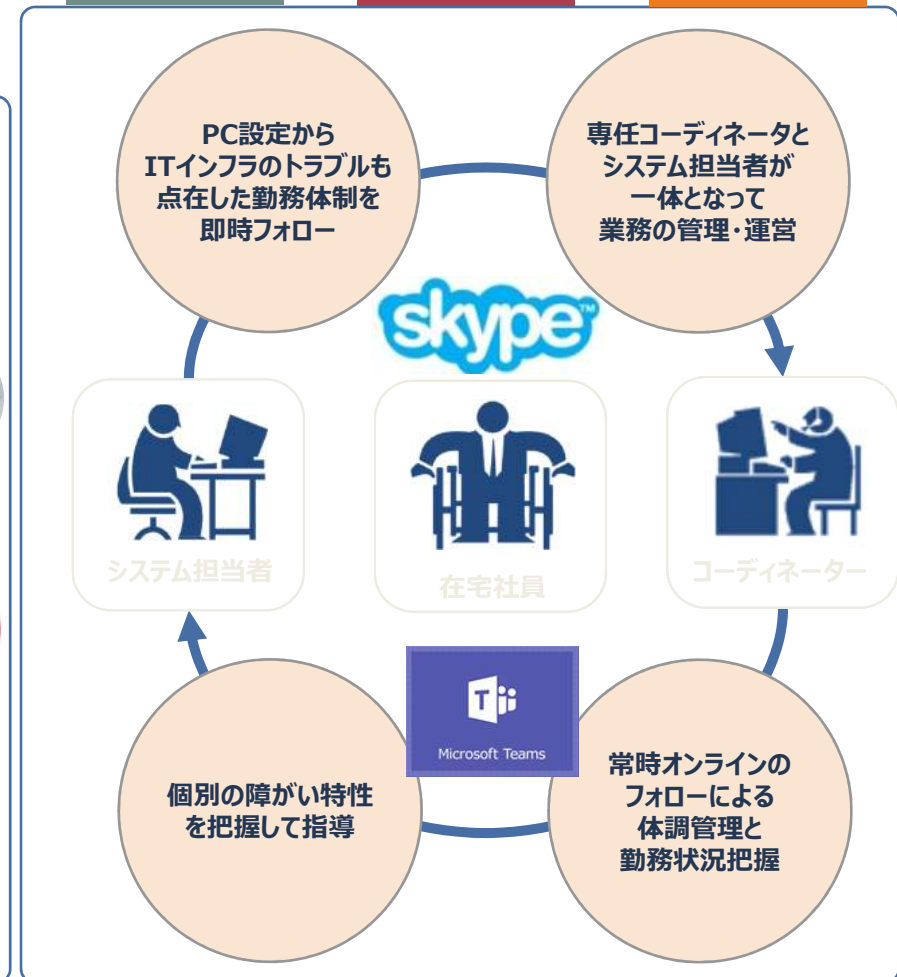 PC設定から
ITインフラのトラブルも
点在した勤務体制を
即時フォロー
専任コーディネータと
システム担当者が
一体となって
業務の管理・運営
skype™
システム担当者
在宅社員
コーディネーター
Microsoft Teams
個別の障がい特性
を把握して指導
常時オンラインの
フォローによる
体調管理と
勤務状況把握